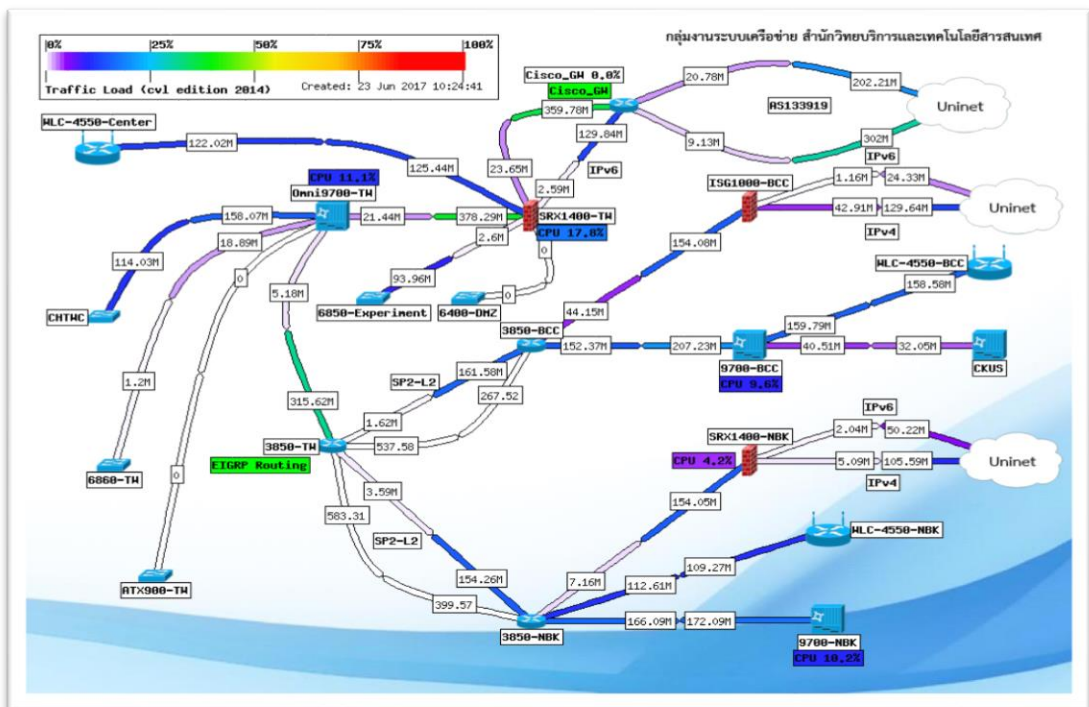 กลุ่มงานระบบเครือข่าย สำนักวิทยบริการและเทคโนโลยีสารสนเทศ
0% 25% 50% 75% 100%
Traffic Load (cvl edition 2014) Created: 23 Jun 2017 10:24:41
Cisco_GW 0.0%
Cisco_GW
20.78M
202.21M
359.78M
AS133919
Uninet
WLC-4550-Center
122.02M
129.84M
9.13M
302M
125.44M
23.65M
IPv6
2.59M
CPU 11.1%
Omni9700-TW
ISG1000-BCC
IPv6
1.16M
24.33M
158.07M
21.44M
378.29M
SRX1400-TW
CPU 17.8%
42.91M
129.64M
Uninet
IPv4
18.89M
2.6M
0
154.08M
114.03M
0
93.96M
WLC-4550-BCC
158.58M
5.18M
0
CHTWC
6850-Experiment
6400-DMZ
44.15M
3850-BCC
159.79M
152.37M
207.23M
40.51M
32.05M
9700-BCC
CPU 9.6%
CKUS
161.58M
SP2-L2
1.2M
315.62M
267.52
1.62M
IPv6
537.58
3850-TW
SRX1400-NBK
2.04M
50.22M
EIGRP Routing
CPU 4.2%
5.09M
105.59M
Uninet
6860-TW
0
IPv4
3.59M
154.05M
583.31
SP2-L2
WLC-4550-NBK
109.27M
154.26M
7.16M
112.61M
ATX900-TW
399.57
166.09M
172.09M
3850-NBK
9700-NBK
CPU 10.2%